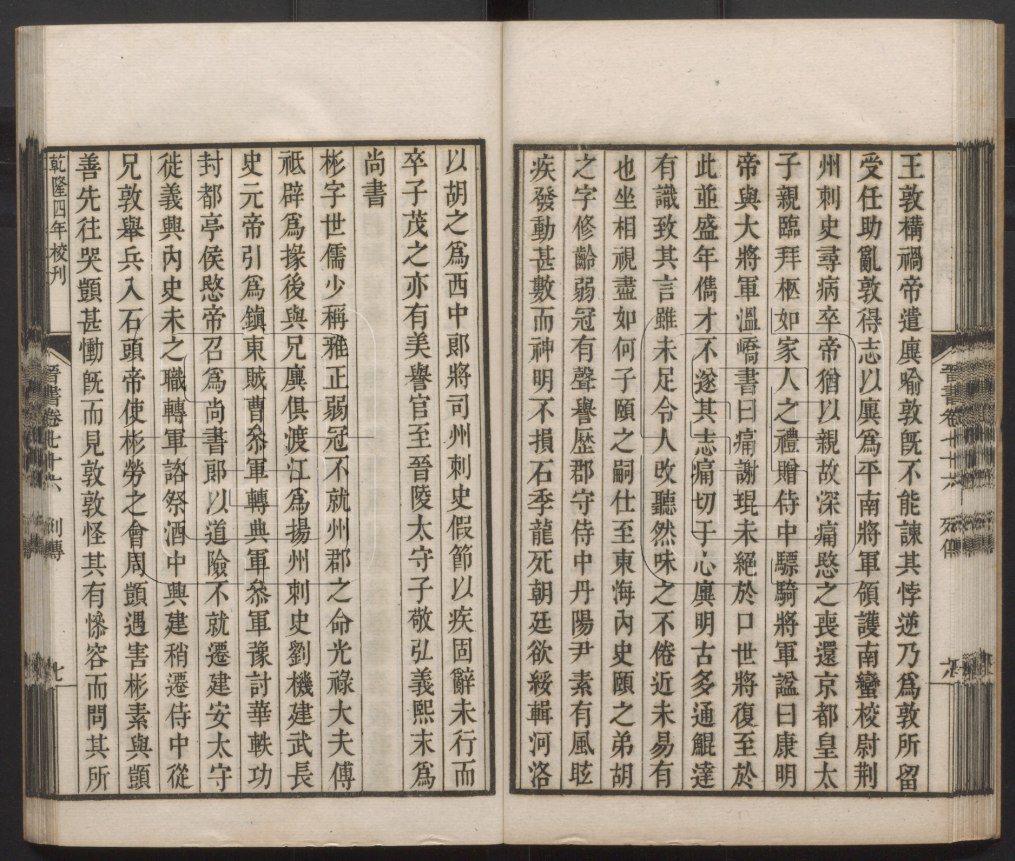 王敦構禍帝遣廙喻敦旣不能諫其悖逆乃爲敦所留
受任助亂敦得志以廙爲平南將軍領護南蠻校尉荆
州刺史尋病卒帝猶以親故深痛愍之喪還京都皇太
子親臨拜柩如家人之禮贈侍中驃騎將軍諡曰康明
帝與大將軍溫嶠書曰痛謝琨未絕於口世將復至於
此並盛年儁才不遂其志痛切于心廙明古多通鯤達
有識致其言雖未足令人改聽然味之不倦近未易有
也坐相視盡如何子頤之嗣仕至東海內史頤之弟胡
之字修齡弱冠有聲譽歷郡守侍中丹陽尹素有風眩
疾發動甚數而神明不損石季龍死朝廷欲綏輯河洛
以胡之爲西中郎將司州刺史假節以疾固辭未行而
卒子茂之亦有美譽官至晉陵太守子敬弘義熙末爲
尚書
彬字世儒少稱雅正弱冠不就州郡之命光祿大夫傅
祗辟爲掾後與兄廙俱渡江爲揚州刺史劉機建武長
史元帝引爲鎭東賊曹叅軍轉典軍叅軍豫討華軼功
封都亭侯愍帝召爲尚書郎以道險不就遷建安太守
徙義興內史未之職轉軍諮祭酒中興建稍遷侍中從
兄敦舉兵入石頭帝使彬勞之會周顗遇害彬素與顗
善先往哭顗甚慟旣而見敦敦怪其有慘容而問其所
乾隆四年校刊
晉書卷七十六 列傳
七